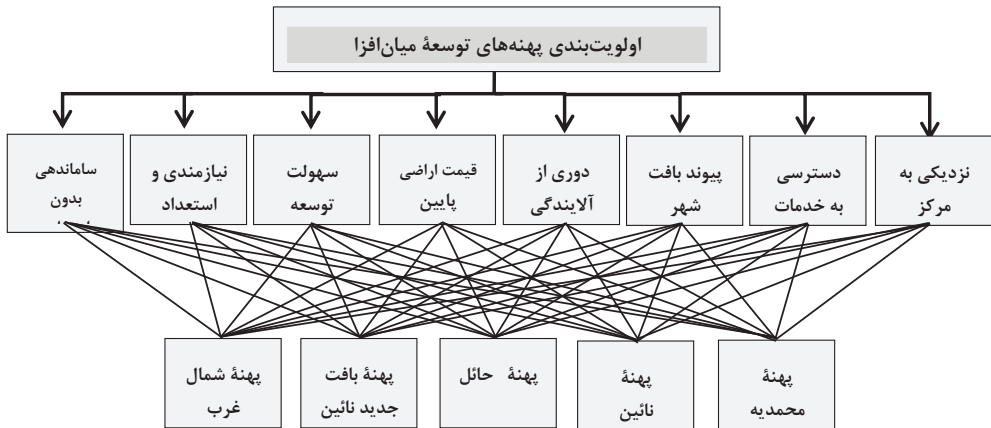 اولویت‌بندی پهنه‌های توسعهٔ میان‌افزا
نزدیکی به
مرکز
دسترسی
به خدمات
پیوند بافت
شهر
دوری از
آلایندگی
قیمت اراضی
پایین
سهولت
توسعه
نیازمندی و
استعداد
ساماندهی
بدون
پهنهٔ
محمدیه
پهنهٔ
نائین
پهنهٔ حائل
پهنهٔ بافت
جدید نائین
پهنهٔ شمال
غرب